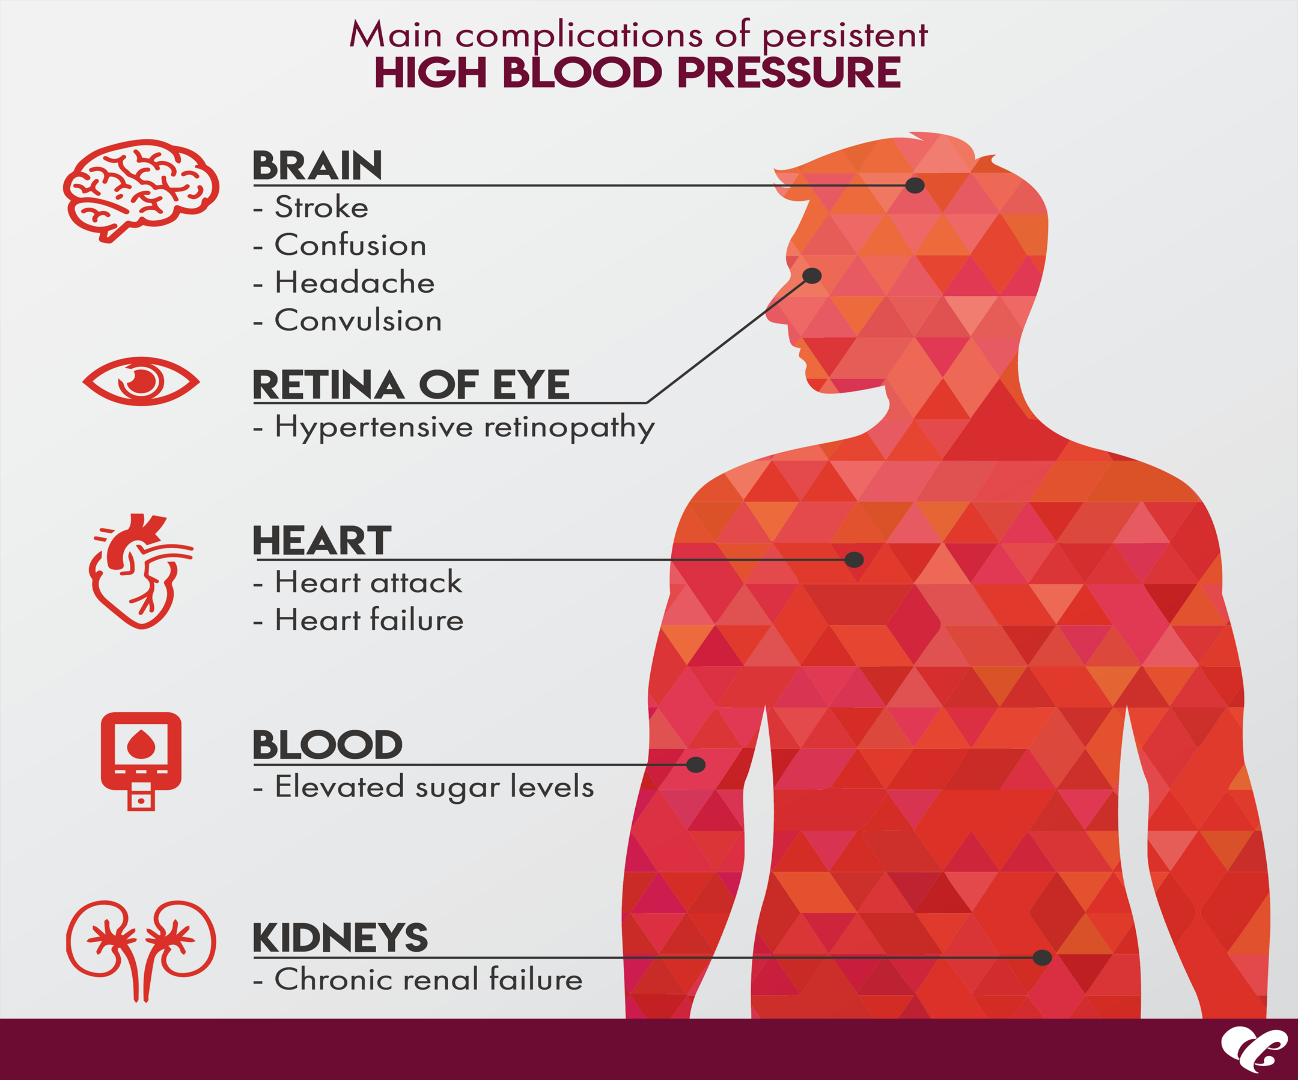 Main complications of persistent
HIGH BLOOD PRESSURE
BRAIN
- Stroke
- Confusion
- Headache
- Convulsion
RETINA OF EYE
- Hypertensive retinopathy
HEART
- Heart attack
- Heart failure
BLOOD
- Elevated sugar levels
KIDNEYS
- Chronic renal failure